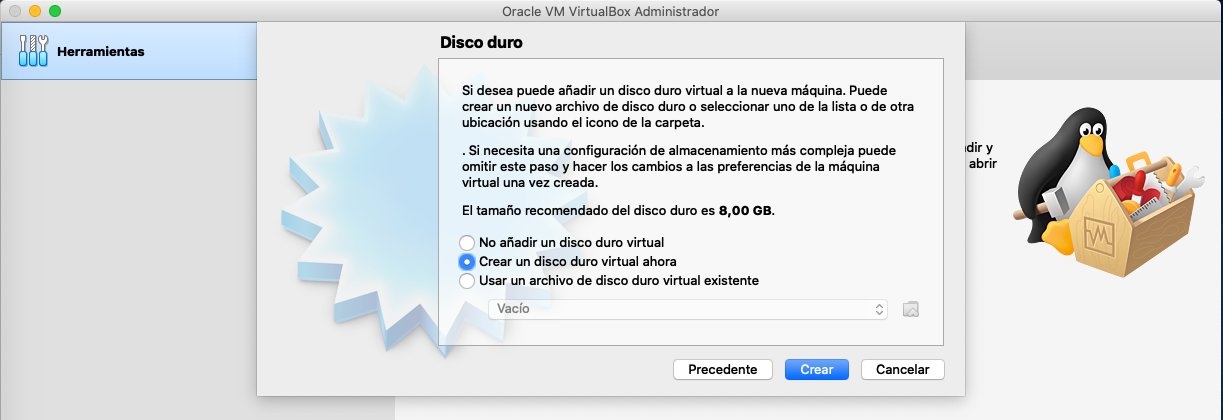 Oracle VM VirtualBox Administrador
Herramientas
Disco duro
Si desea puede añadir un disco duro virtual a la nueva máquina. Puede
crear un nuevo archivo de disco duro o seleccionar uno de la lista o de otra
ubicación usando el icono de la carpeta.
. Si necesita una configuración de almacenamiento más compleja puede
omitir este paso y hacer los cambios a las preferencias de la máquina
virtual una vez creada.
El tamaño recomendado del disco duro es 8,00 GB.
No añadir un disco duro virtual
Crear un disco duro virtual ahora
Usar un archivo de disco duro virtual existente
Vacío
Precedente Crear Cancelar
y
abrir